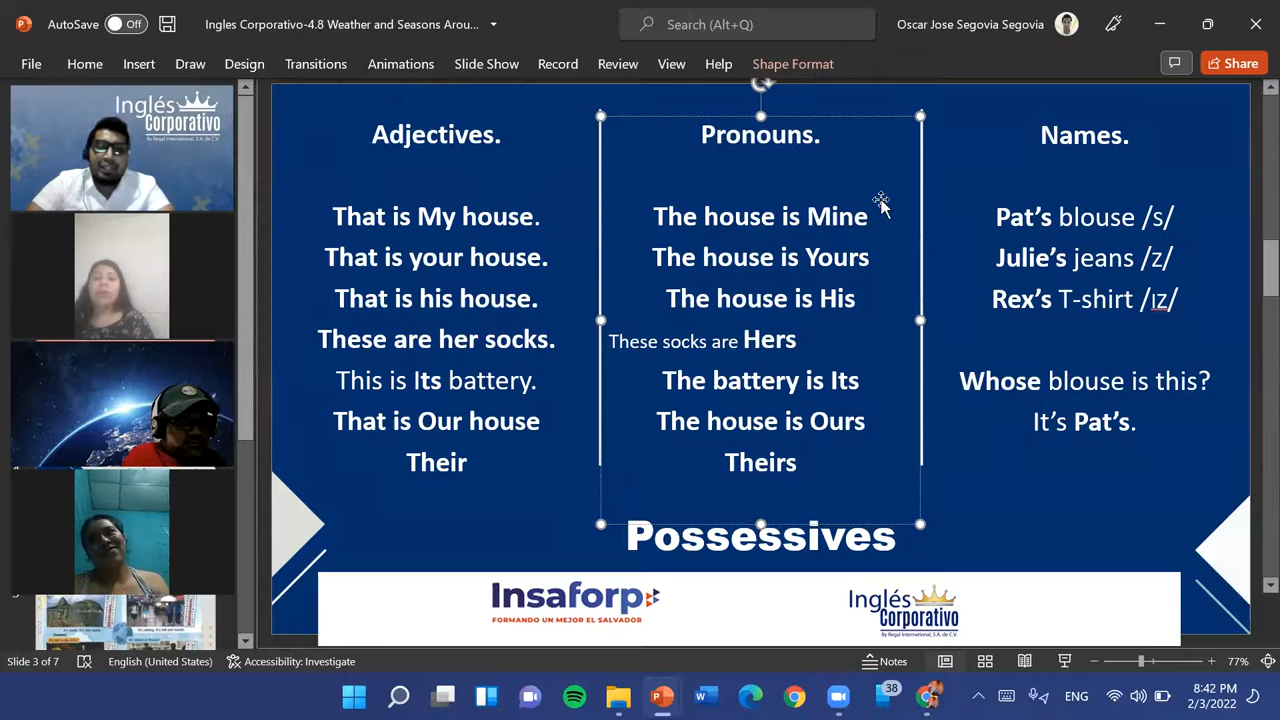 AutoSave Off Ingles Corporativo-4.8 Weather and Seasons Arou... Search (Alt+Q) Oscar Jose Segovia Segovia
File Home Insert Draw Design Transitions Animations Slide Show Record Review View Help Shape Format Share
Inglés
Corporativo
By Regal International, S.A. de C.V.
Adjectives.
That is My house.
That is your house.
That is his house.
These are her socks.
This is Its battery.
That is Our house
Their
Pronouns.
The house is Mine
The house is Yours
The house is His
These socks are Hers
The battery is Its
The house is Ours
Theirs
Names.
Pat's blouse /s/
Julie's jeans /z/
Rex's T-shirt /ɪz/
Whose blouse is this?
It's Pat's.
Possessives
Insaforp
FORMANDO UN MEJOR EL SALVADOR
Inglés
Corporativo
By Regal International, S.A. de C.V.
Slide 3 of 7 English (United States) Accessibility: Investigate Notes 77%
38 ENG 8:42 PM
2/3/2022